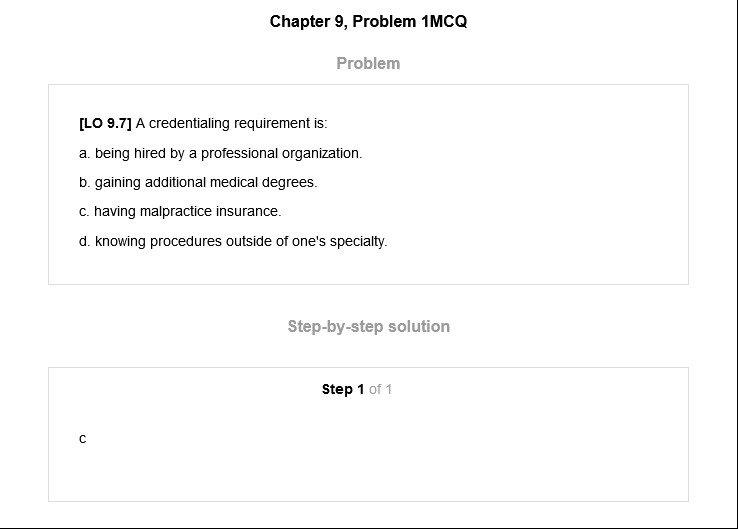 Chapter 9, Problem 1MCQ
Problem
[LO 9.7] A credentialing requirement is:
a. being hired by a professional organization.
b. gaining additional medical degrees.
c. having malpractice insurance.
d. knowing procedures outside of one's specialty.
Step-by-step solution
Step 1 of 1
c